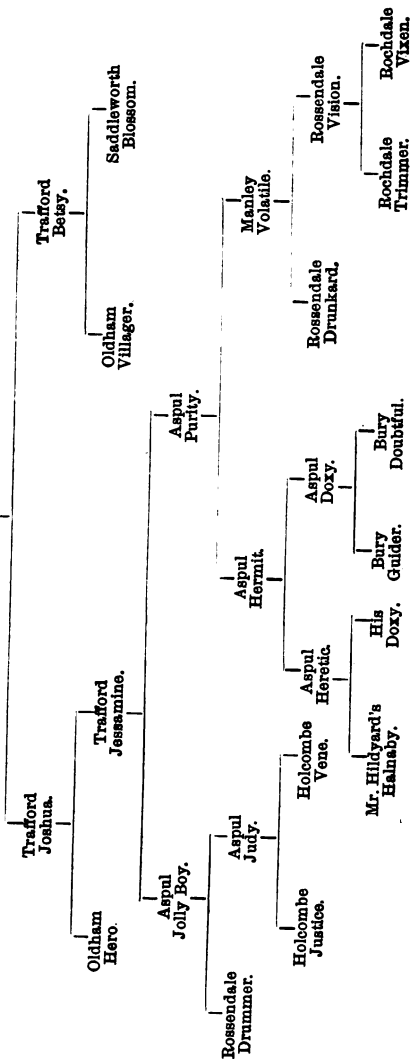 Trafford
Joshua.
Trafford
Betsy.
Oldham
Hero.
Trafford
Jessamine.
Oldham
Villager.
Saddleworth
Blossom.
Aspul
Jolly Boy.
Aspul
Purity.
Rossendale
Drummer.
Aspul
Judy.
Aspul
Hermit.
Manley
Volatile.
Holcombe
Justice.
Holcombe
Vene.
Aspul
Heretic.
Aspul
Doxy.
Rossendale
Drunkard.
Rossendale
Vision.
Mr. Hildyard's
Halnaby.
His
Doxy.
Bury
Guider.
Bury
Doubtful.
Rochdale
Trimmer.
Rochdale
Vixen.